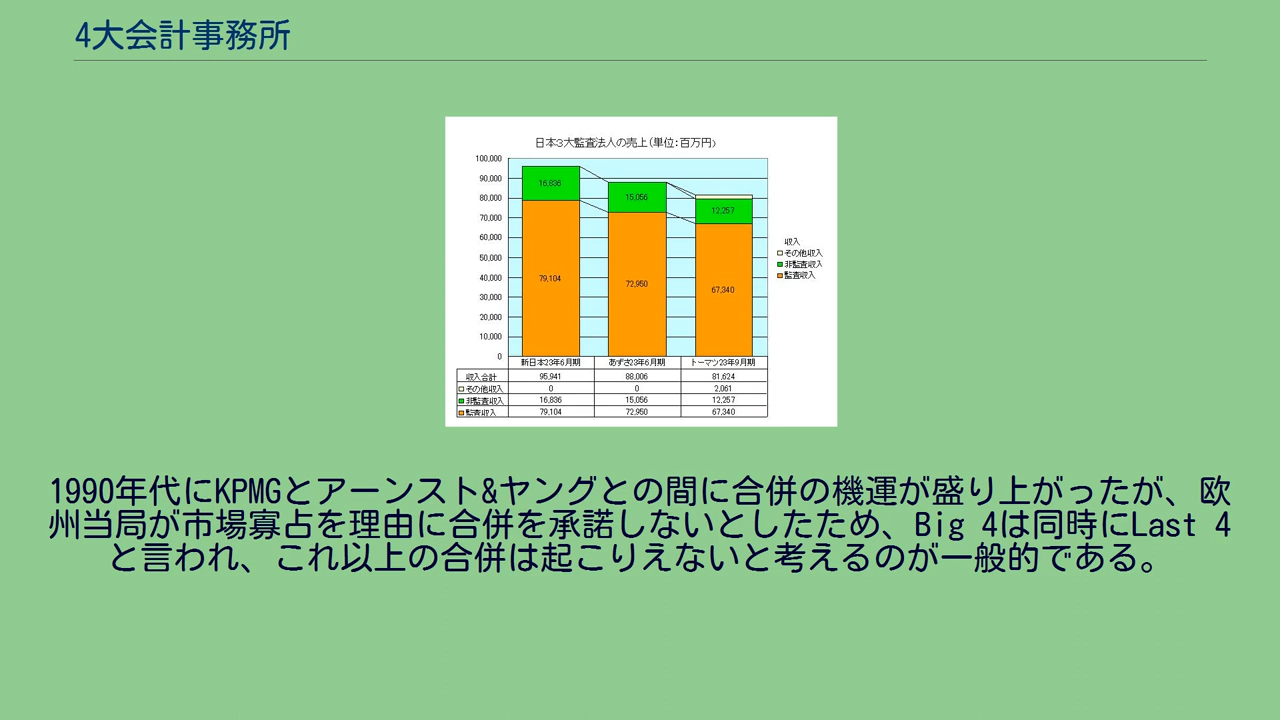 4大会計事務所
日本3大監査法人の売上(単位:百万円)
100,000
90,000
80,000
70,000
60,000
50,000
40,000
30,000
20,000
10,000
0
16,836
15,056
12,257
79,104
72,950
67,340
収入
その他収入
非監査収入
監査収入
新日本23年6月期 あずさ23年6月期 トーマツ23年9月期
収入合計 95,941 88,006 81,624
その他収入 0 0 2,061
非監査収入 16,836 15,056 12,257
監査収入 79,104 72,950 67,340
1990年代にKPMGとアーンスト&ヤングとの間に合併の機運が盛り上がったが、欧
州当局が市場寡占を理由に合併を承諾しないとしたため、Big 4は同時にLast 4
と言われ、これ以上の合併は起こりえないと考えるのが一般的である。